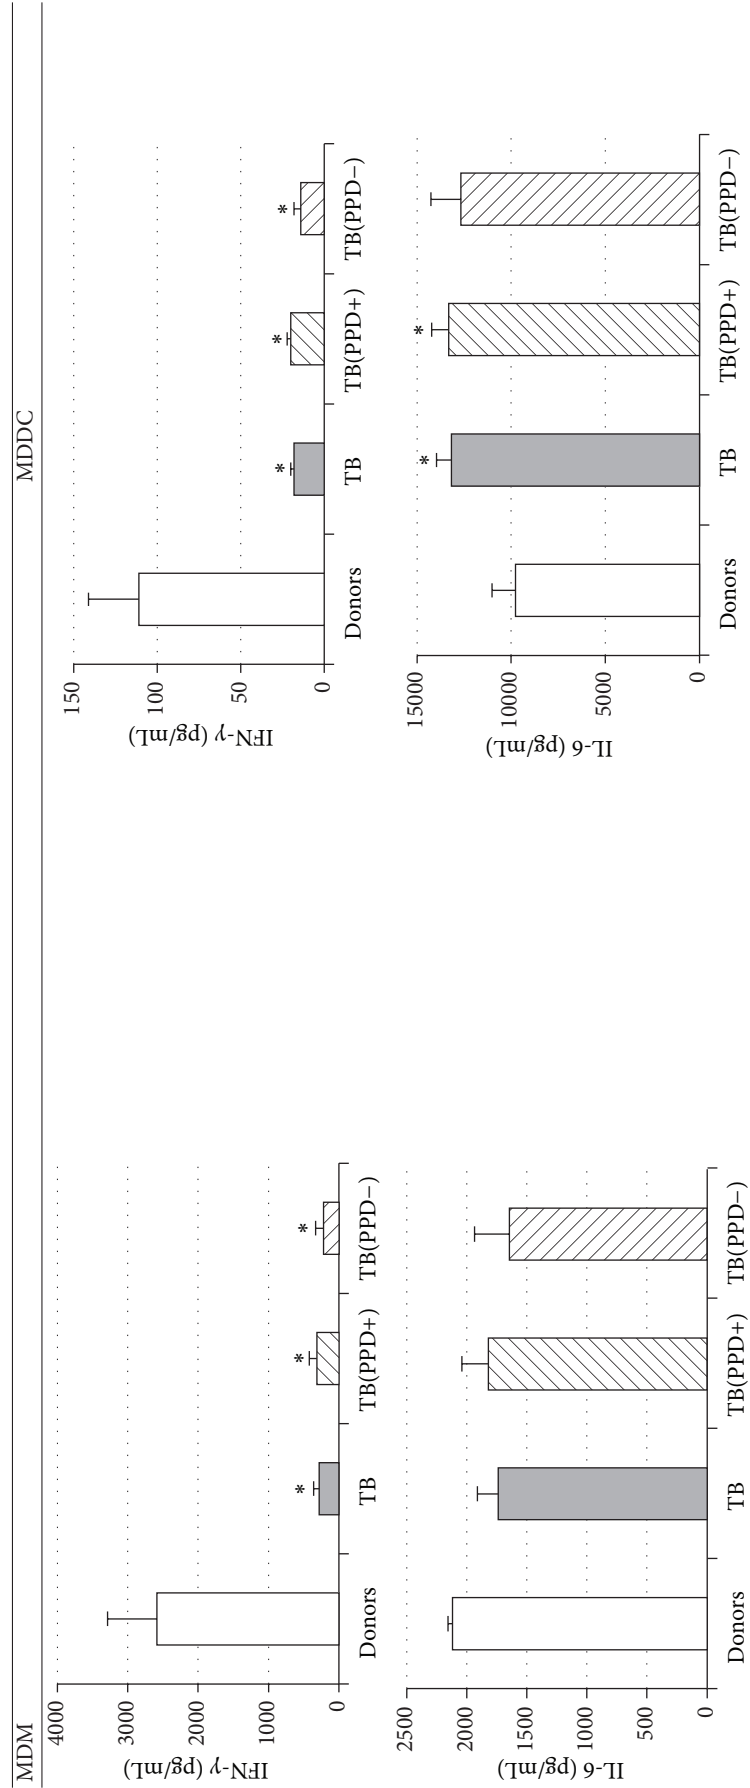 MDM
MDDC
4000
3000
2000
1000
0
IFN-γ (pg/mL)
*
*
*
Donors
TB
TB(PPD+)
TB(PPD−)
150
100
50
0
IFN-γ (pg/mL)
*
*
*
Donors
TB
TB(PPD+)
TB(PPD−)
2500
2000
1500
1000
500
0
IL-6 (pg/mL)
Donors
TB
TB(PPD+)
TB(PPD−)
15000
10000
5000
0
IL-6 (pg/mL)
*
*
Donors
TB
TB(PPD+)
TB(PPD−)